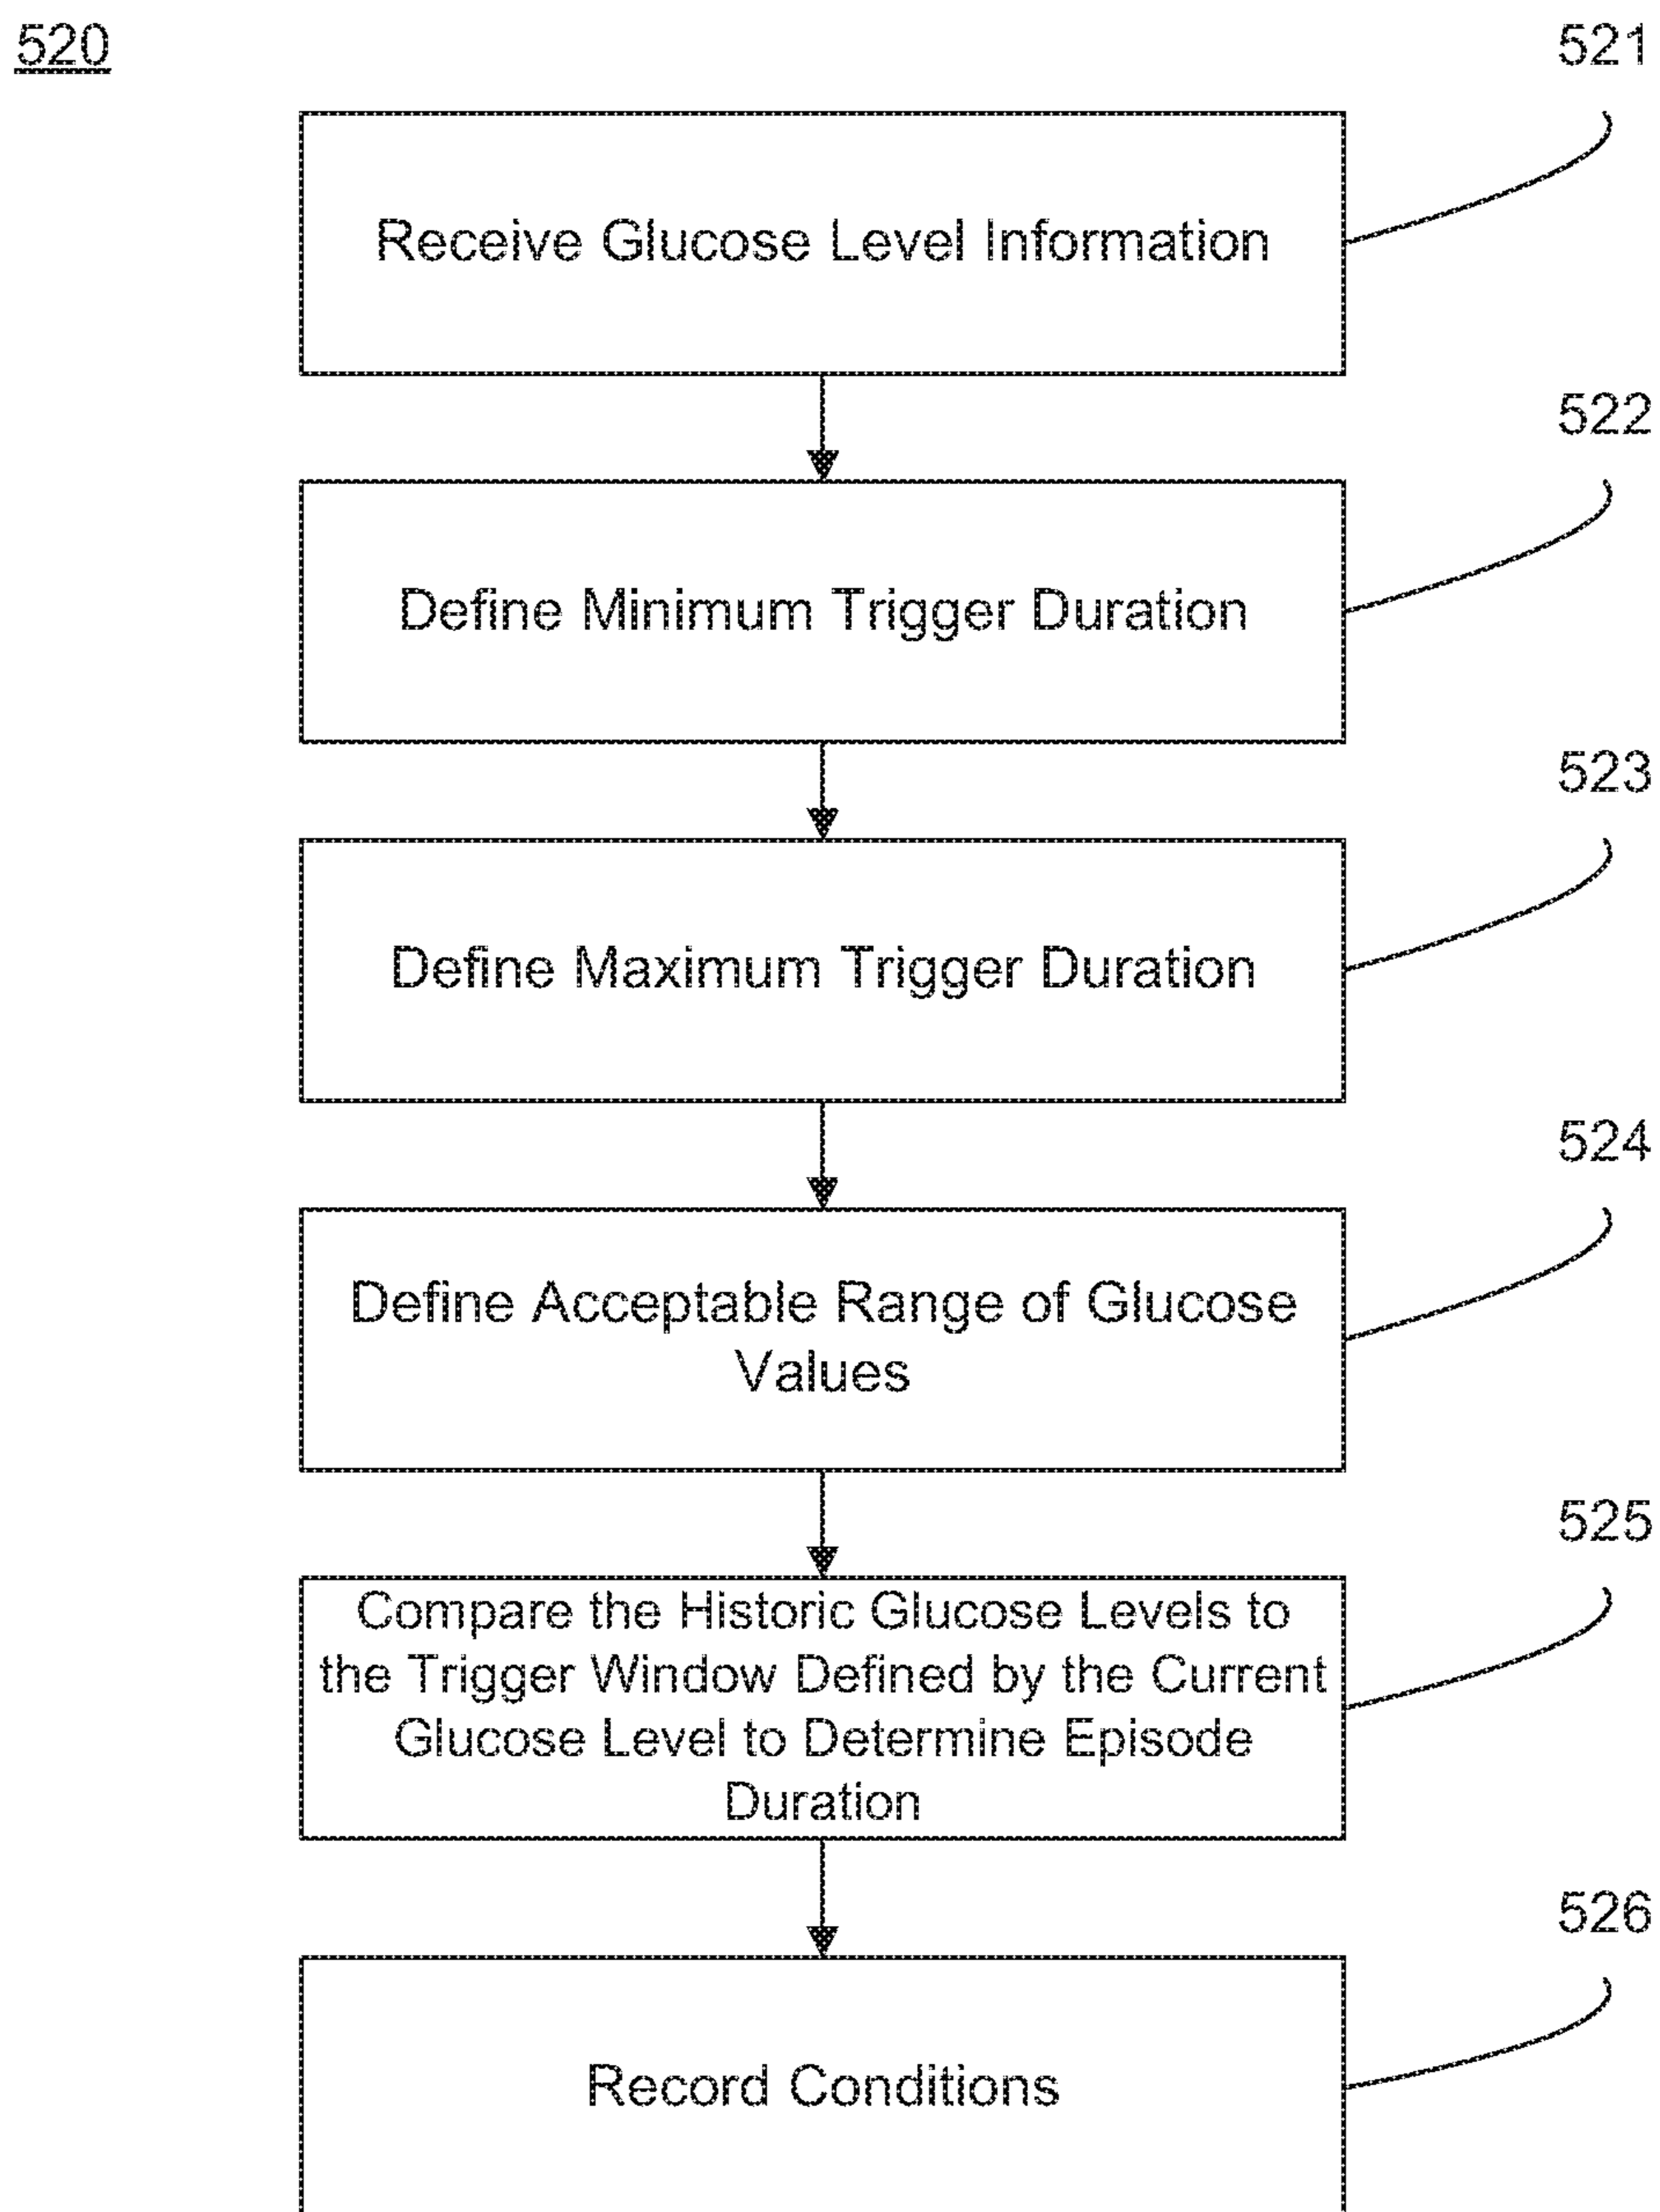 520
521
Receive Glucose Level Information
522
Define Minimum Trigger Duration
523
Define Maximum Trigger Duration
524
Define Acceptable Range of Glucose
Values
525
Compare the Historic Glucose Levels to
the Trigger Window Defined by the Current
Glucose Level to Determine Episode
Duration
526
Record Conditions